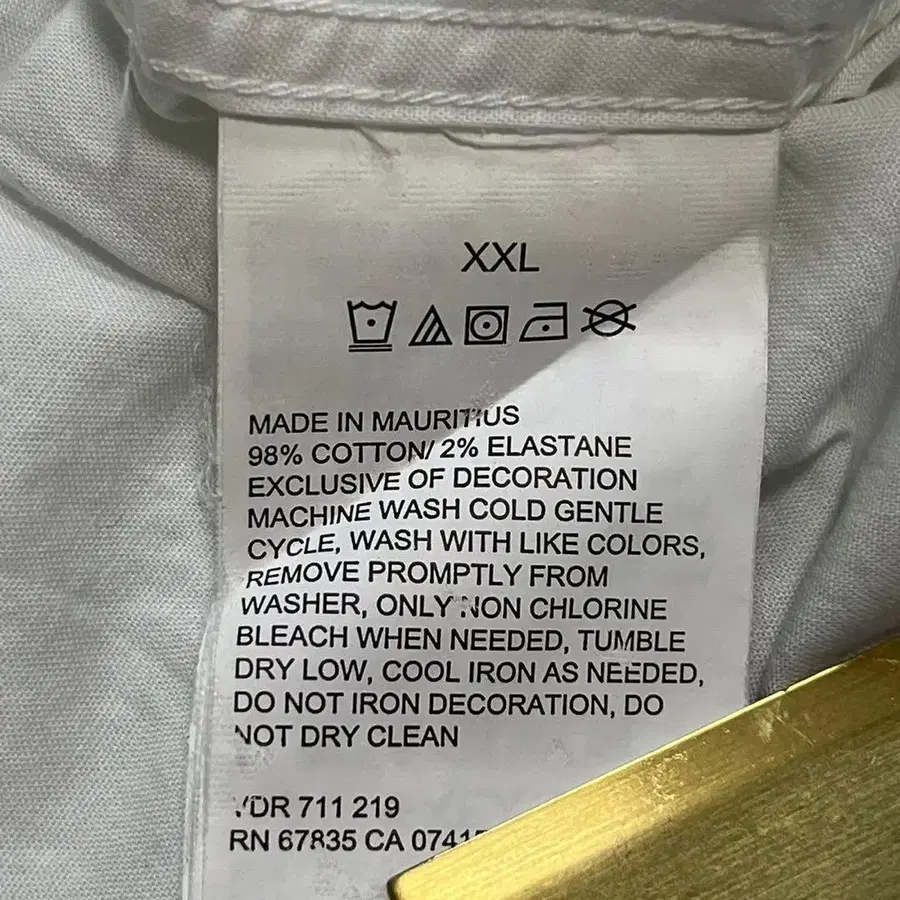 XXL
MADE IN MAURITIUS
98% COTTON/ 2% ELASTANE
EXCLUSIVE OF DECORATION
MACHINE WASH COLD GENTLE
CYCLE, WASH WITH LIKE COLORS,
REMOVE PROMPTLY FROM
WASHER, ONLY NON CHLORINE
BLEACH WHEN NEEDED, TUMBLE
DRY LOW, COOL IRON AS NEEDED,
DO NOT IRON DECORATION, DO
NOT DRY CLEAN
VDR 711 219
RN 67835 CA